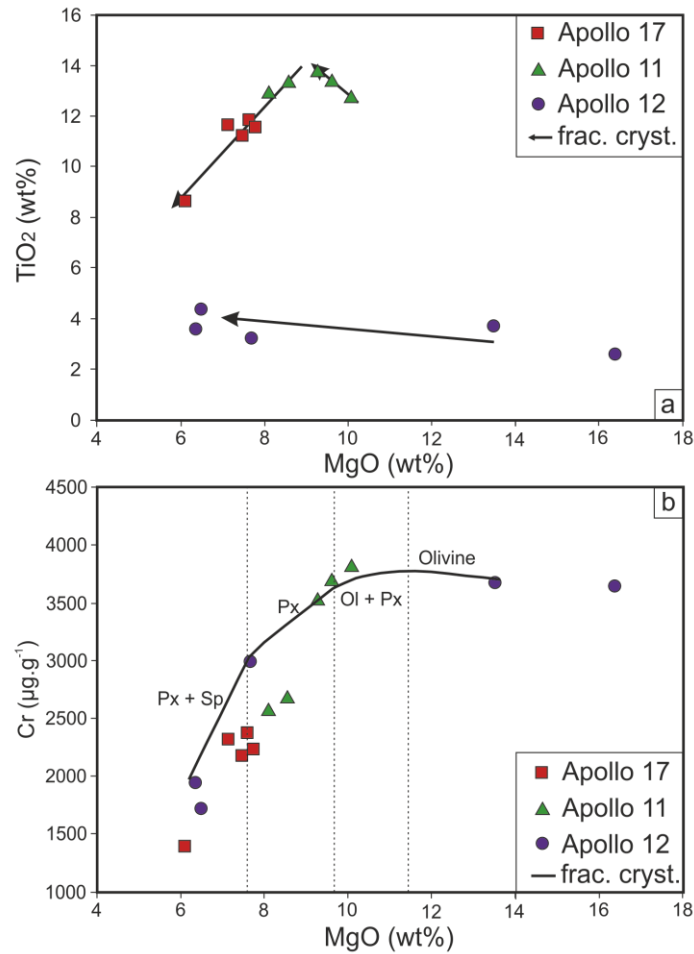 16
14
12
10
8
6
4
2
0
TiO2 (wt%)
Apollo 17
Apollo 11
Apollo 12
frac. cryst.
a
4 6 8 10 12 14 16 18
MgO (wt%)
4500
4000
3500
3000
2500
2000
1500
1000
Cr (µg.g-1)
b
Olivine
Px
Ol + Px
Px + Sp
Apollo 17
Apollo 11
Apollo 12
frac. cryst.
4 6 8 10 12 14 16 18
MgO (wt%)